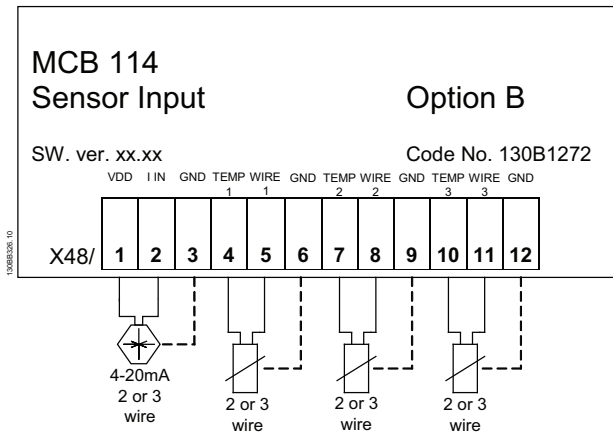 MCB 114
Sensor Input
Option B
SW. ver. xx.xx
Code No. 130B1272
VDD I IN GND TEMP WIRE GND TEMP WIRE GND TEMP WIRE GND
1 1 2 2 3 3
X48/ 1 2 3 4 5 6 7 8 9 10 11 12
130BB326.10
4-20mA
2 or 3
wire
2 or 3
wire
2 or 3
wire
2 or 3
wire